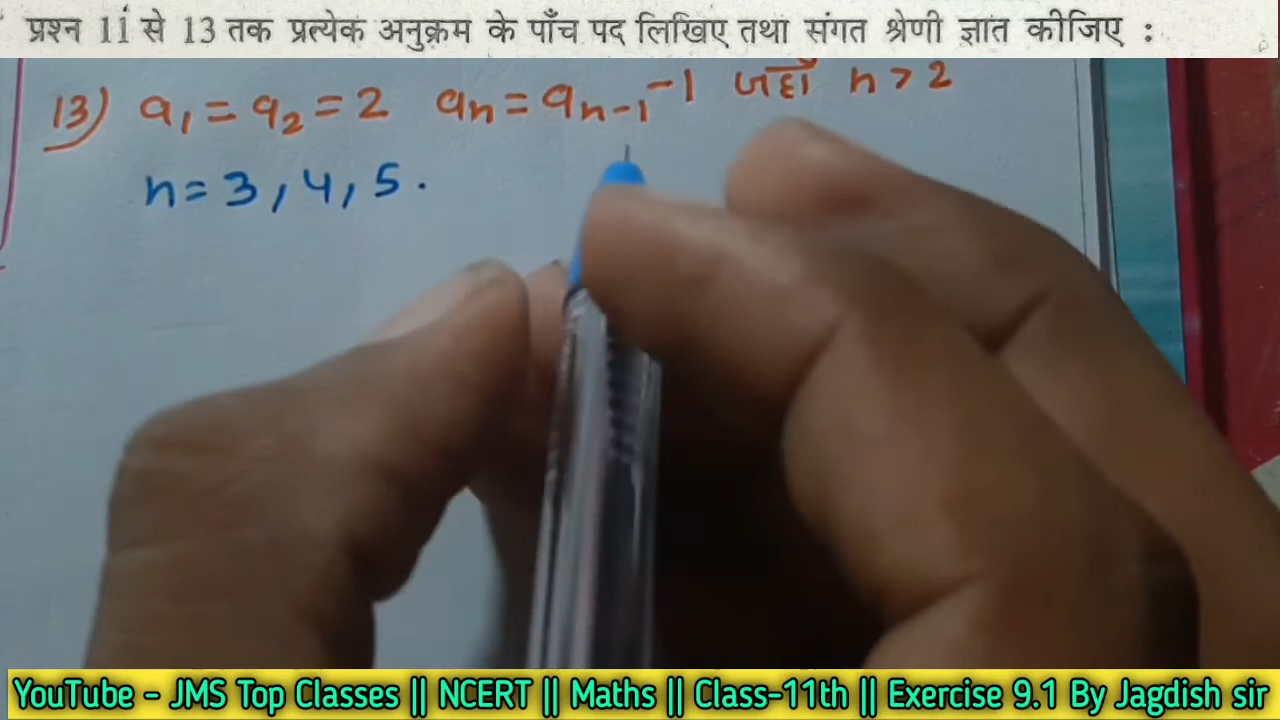 प्रश्न 11 से 13 तक प्रत्येक अनुक्रम के पाँच पद लिखिए तथा संगत श्रेणी ज्ञात कीजिए :
13) a₁ = a₂ = 2 aₙ = aₙ₋₁ -1 जहाँ n > 2
n = 3, 4, 5.
YouTube - JMS Top Classes || NCERT || Maths || Class-11th || Exercise 9.1 By Jagdish sir